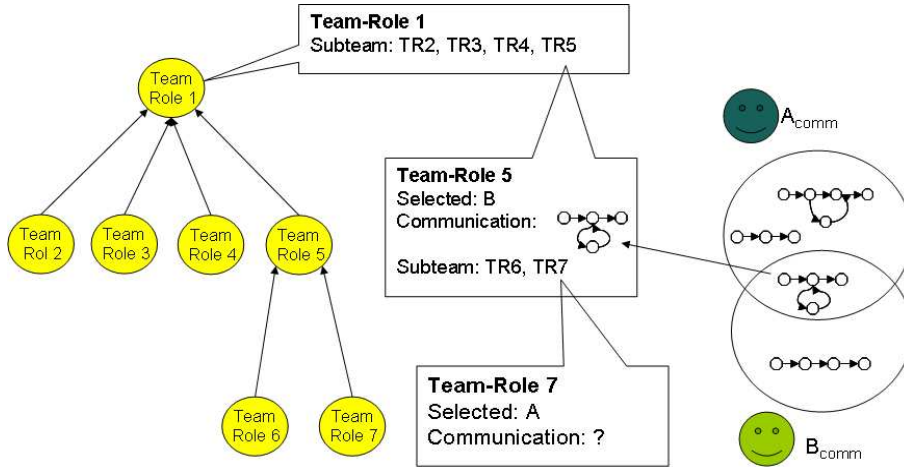 Team-Role 1
Subteam: TR2, TR3, TR4, TR5
Team
Role 1
Team
Rol 2
Team
Role 3
Team
Role 4
Team
Role 5
Team
Role 6
Team
Role 7
Team-Role 5
Selected: B
Communication:
Subteam: TR6, TR7
Team-Role 7
Selected: A
Communication: ?
Acomm
Bcomm